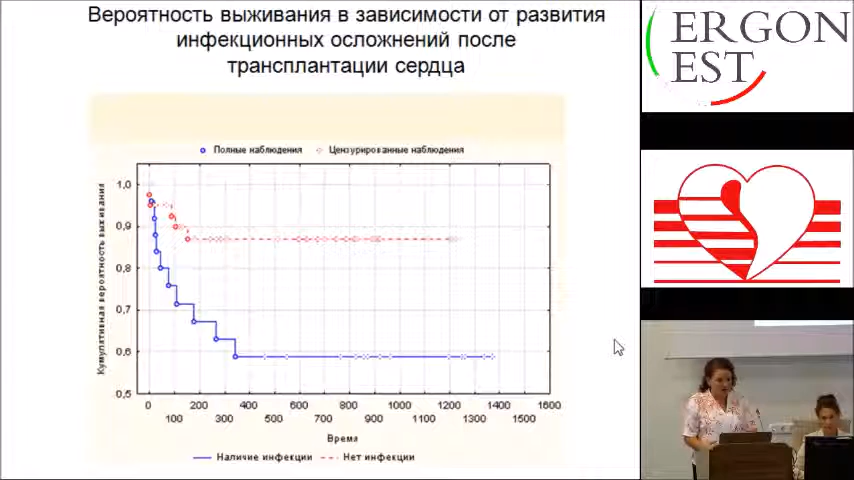 Вероятность выживания в зависимости от развития
инфекционных осложнений после
трансплантации сердца
ERGON
EST
Полные наблюдения Цензурированные наблюдения
Кумулятивная вероятность выживания
1,0
0,9
0,8
0,7
0,6
0,5
0 200 400 600 800 1000 1200 1400 1600
100 300 500 700 900 1100 1300 1500
Время
Наличие инфекции Нет инфекции